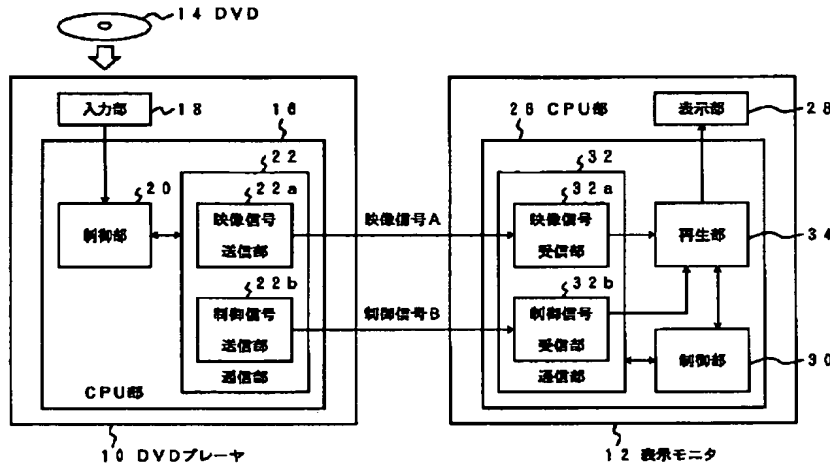 14 DVD
入力部
18
16
20
22
22a
制御部
映像信号
送信部
22b
制御信号
送信部
通信部
CPU部
10 DVDプレーヤ
映像信号A
制御信号B
26 CPU部
表示部
28
32
32a
映像信号
受信部
再生部
34
32b
制御信号
受信部
通信部
制御部
30
12 表示モニタ